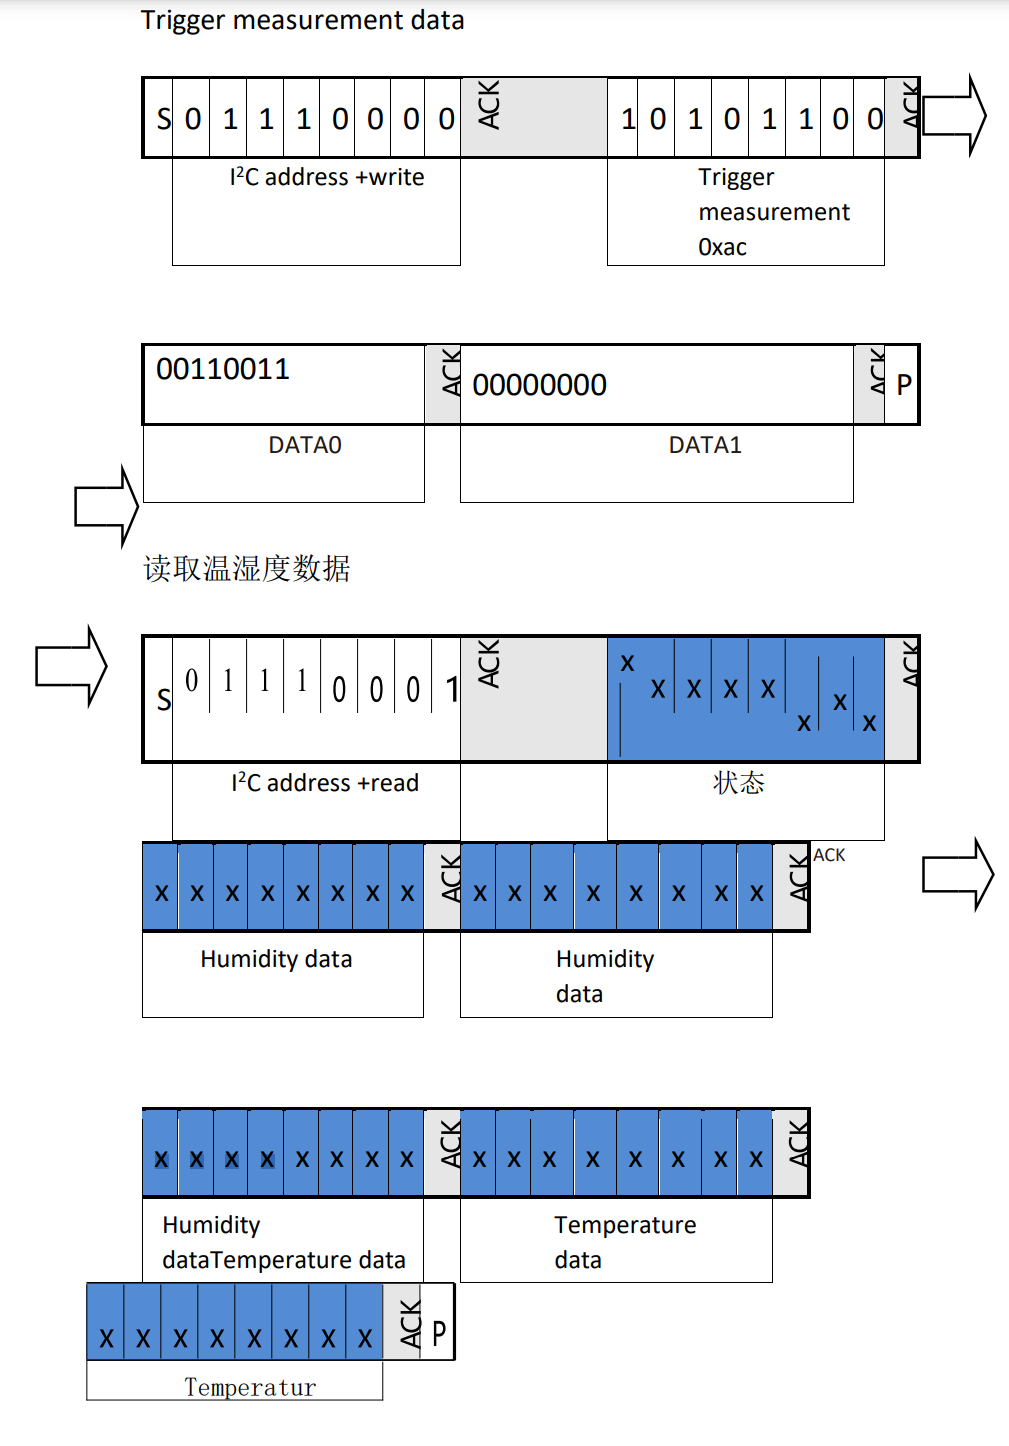 Trigger measurement data
S 0 1 1 1 0 0 0 0 ACK 1 0 1 0 1 1 0 0 ACK
I²C address +write
Trigger
measurement
0xac
00110011 ACK 00000000 ACK P
DATA0 DATA1
读取温湿度数据
S 0 1 1 1 0 0 0 1 ACK x x x x x x x x ACK
I²C address +read 状态
x x x x x x x x ACK x x x x x x x x ACK ACK
Humidity data
Humidity
data
x x x x x x x x ACK x x x x x x x x ACK
Humidity
dataTemperature data
Temperature
data
x x x x x x x x ACK P
Temperatur